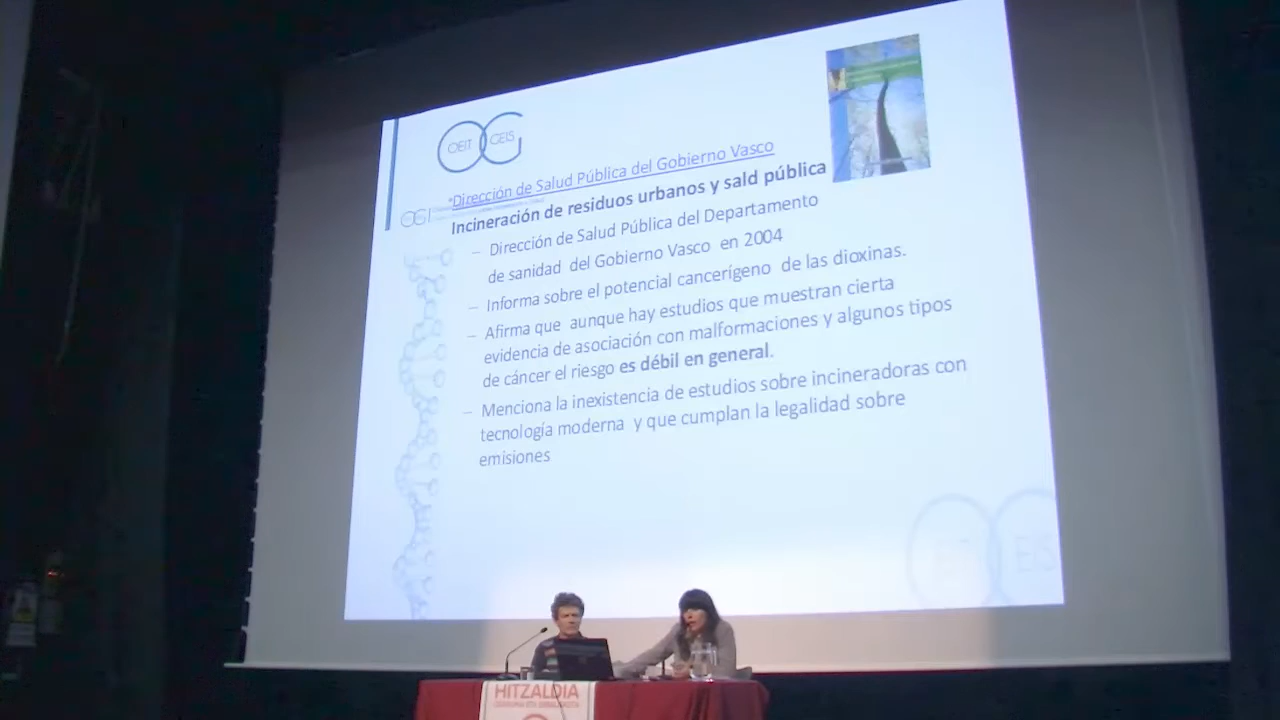 OEIT GEIS
*Dirección de Salud Pública del Gobierno Vasco
Incineración de residuos urbanos y sald pública
– Dirección de Salud Pública del Departamento
de sanidad del Gobierno Vasco en 2004
– Informa sobre el potencial cancerígeno de las dioxinas.
– Afirma que aunque hay estudios que muestran cierta
evidencia de asociación con malformaciones y algunos tipos
de cáncer el riesgo es débil en general.
– Menciona la inexistencia de estudios sobre incineradoras con
tecnología moderna y que cumplan la legalidad sobre
emisiones
HITZALDIA